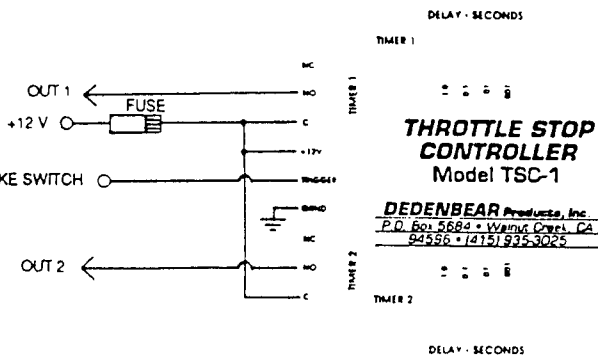 DELAY - SECONDS
TIMER 1
NC
OUT 1
NO
TIMER 1
FUSE
+12 V
C
+12V
THROTTLE STOP
CONTROLLER
Model TSC-1
KE SWITCH
TRIGGER
GRND
DEDENBEAR Products, Inc.
P.O. Box 5684 • Walnut Creek, CA
94596 • (415) 935-3025
NC
OUT 2
NO
TIMER 2
C
TIMER 2
DELAY - SECONDS